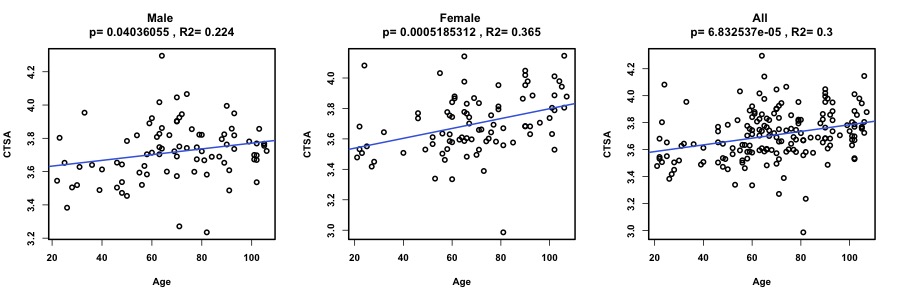 Male
p= 0.04036055 , R2= 0.224
CTSA
4.2
4.0
3.8
3.6
3.4
3.2
20 40 60 80 100
Age
Female
p= 0.0005185312 , R2= 0.365
CTSA
4.0
3.8
3.6
3.4
3.2
3.0
20 40 60 80 100
Age
All
p= 6.832537e-05 , R2= 0.3
CTSA
4.2
4.0
3.8
3.6
3.4
3.2
3.0
20 40 60 80 100
Age